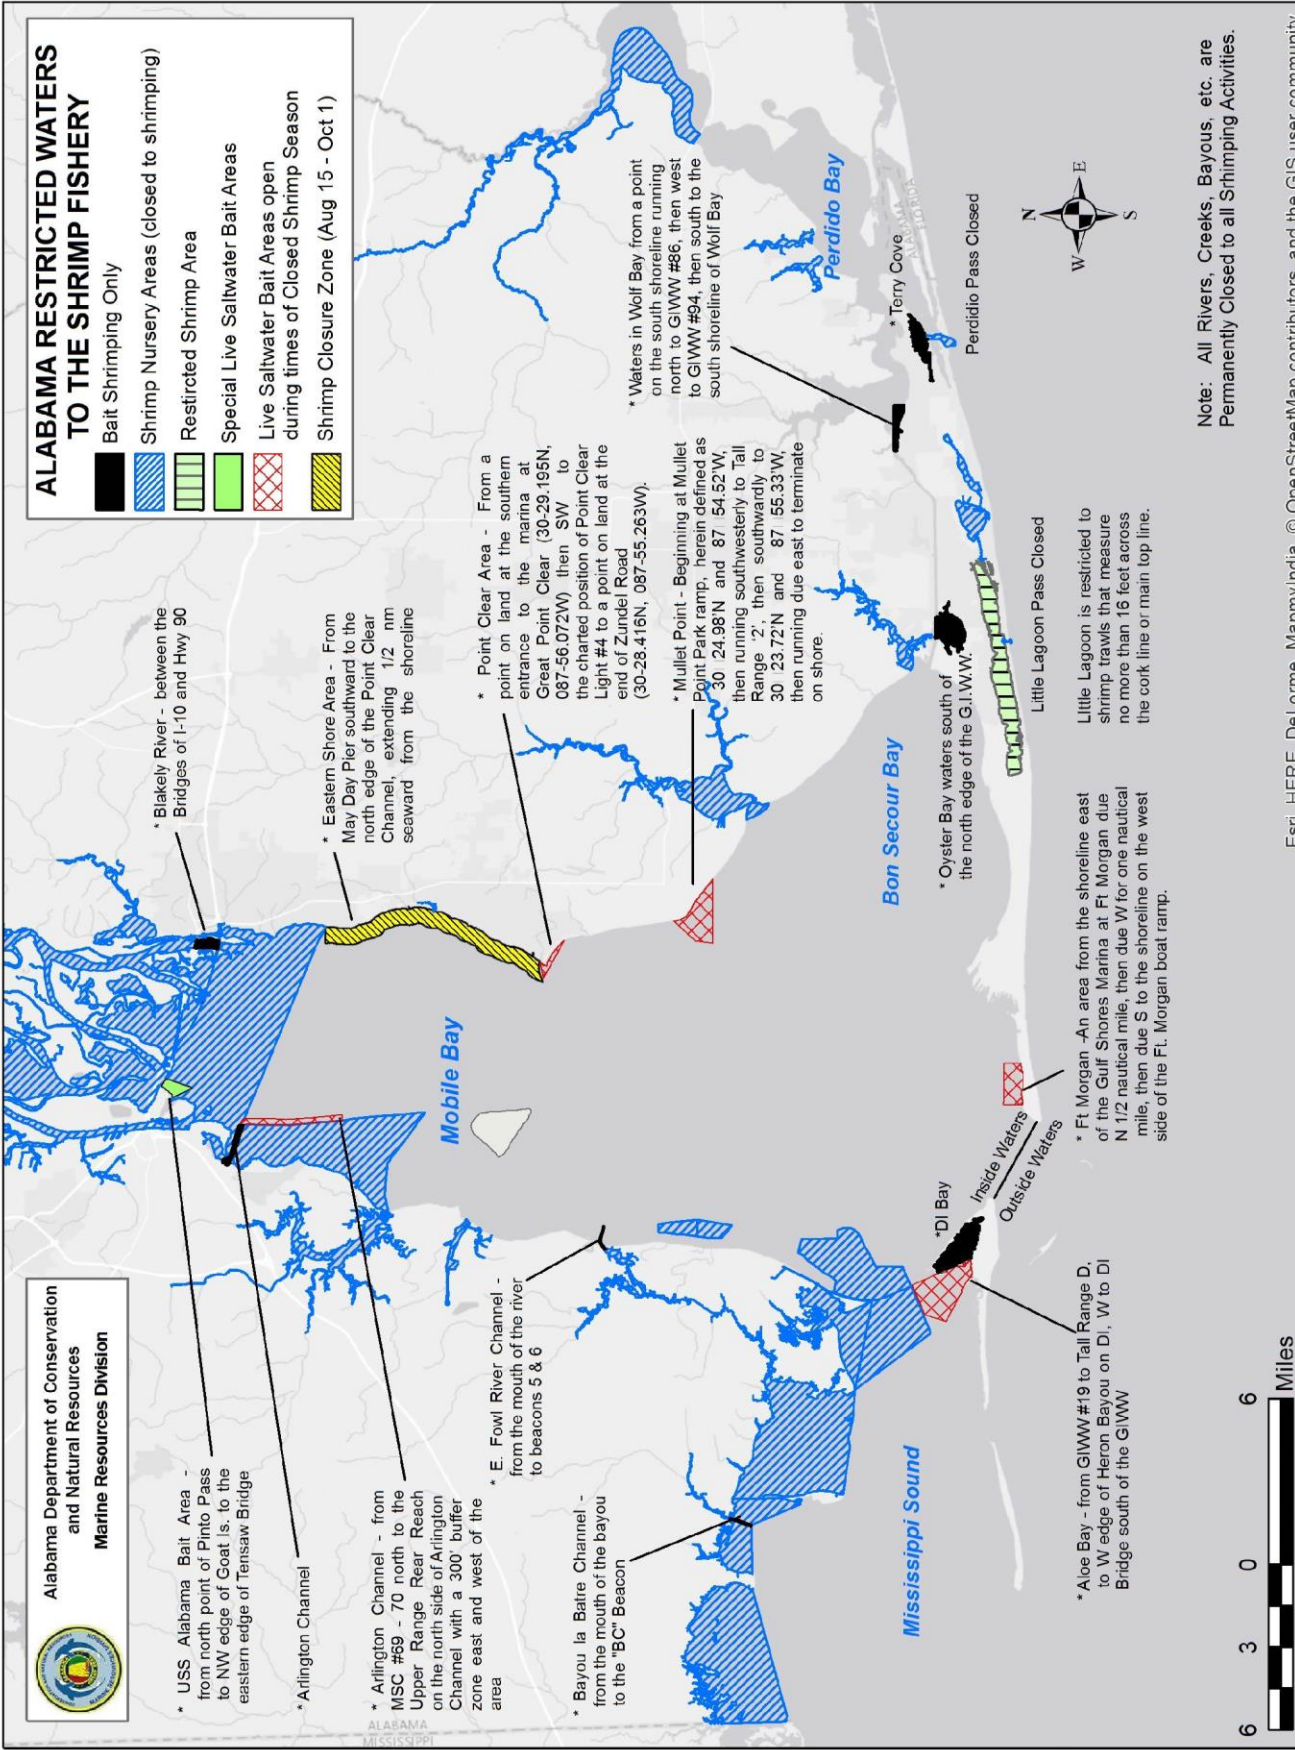 Alabama Department of Conservation
and Natural Resources
Marine Resources Division
ALABAMA RESTRICTED WATERS
TO THE SHRIMP FISHERY
Bait Shrimping Only
Shrimp Nursery Areas (closed to shrimping)
Restircted Shrimp Area
Special Live Saltwater Bait Areas
Live Saltwater Bait Areas open
during times of Closed Shrimp Season
Shrimp Closure Zone (Aug 15 - Oct 1)
* USS Alabama Bait Area -
from north point of Pinto Pass
to NW edge of Goat Is. to the
eastern edge of Tensaw Bridge
* Arlington Channel
* Arlington Channel - from
MSC #69 - 70 north to the
Upper Range Rear Reach
on the north side of Arlington
Channel with a 300' buffer
zone east and west of the
area
ALABAMA
MISSISSIPPI
* E. Fowl River Channel -
from the mouth of the river
to beacons 5 & 6
* Bayou la Batre Channel -
from the mouth of the bayou
to the "BC" Beacon
* Blakely River - between the
Bridges of I-10 and Hwy 90
* Eastern Shore Area - From
May Day Pier southward to the
north edge of the Point Clear
Channel, extending 1/2 nm
seaward from the shoreline
Mobile Bay
* Point Clear Area - From a
point on land at the southern
entrance to the marina at
Great Point Clear (30-29.195N,
087-56.072W) then SW to
the charted position of Point Clear
Light #4 to a point on land at the
end of Zundel Road
(30-28.416N, 087-55.263W).
* Mullet Point - Beginning at Mullet
Point Park ramp, herein defined as
30 24.98'N and 87 54.52'W,
then running southwesterly to Tall
Range '2', then southwardly to
30 23.72'N and 87 55.33'W,
then running due east to terminate
on shore.
* Waters in Wolf Bay from a point
on the south shoreline running
north to GIWW #86, then west
to GIWW #94, then south to the
south shoreline of Wolf Bay
Perdido Bay
ALABAMA
FLORIDA
* Terry Cove
Perdidio Pass Closed
Bon Secour Bay
* Oyster Bay waters south of
the north edge of the G.I.W.W.
Little Lagoon Pass Closed
LIttle Lagoon is restricted to
shrimp trawls that measure
no more than 16 feet across
the cork line or main top line.
Mississippi Sound
*DI Bay
Inside Waters
Outside Waters
* Aloe Bay - from GIWW #19 to Tall Range D,
to W edge of Heron Bayou on DI, W to DI
Bridge south of the GIWW
* Ft Morgan -An area from the shoreline east
of the Gulf Shores Marina at Ft Morgan due
N 1/2 nautical mile, then due W for one nautical
mile, then due S to the shoreline on the west
side of the Ft. Morgan boat ramp.
N
W
E
S
Note: All Rivers, Creeks, Bayous, etc. are
Permanently Closed to all Srhimping Activities.
6 3 0 6
Miles
Esri, HERE, DeLorme, MapmyIndia, © OpenStreetMap contributors, and the GIS user community